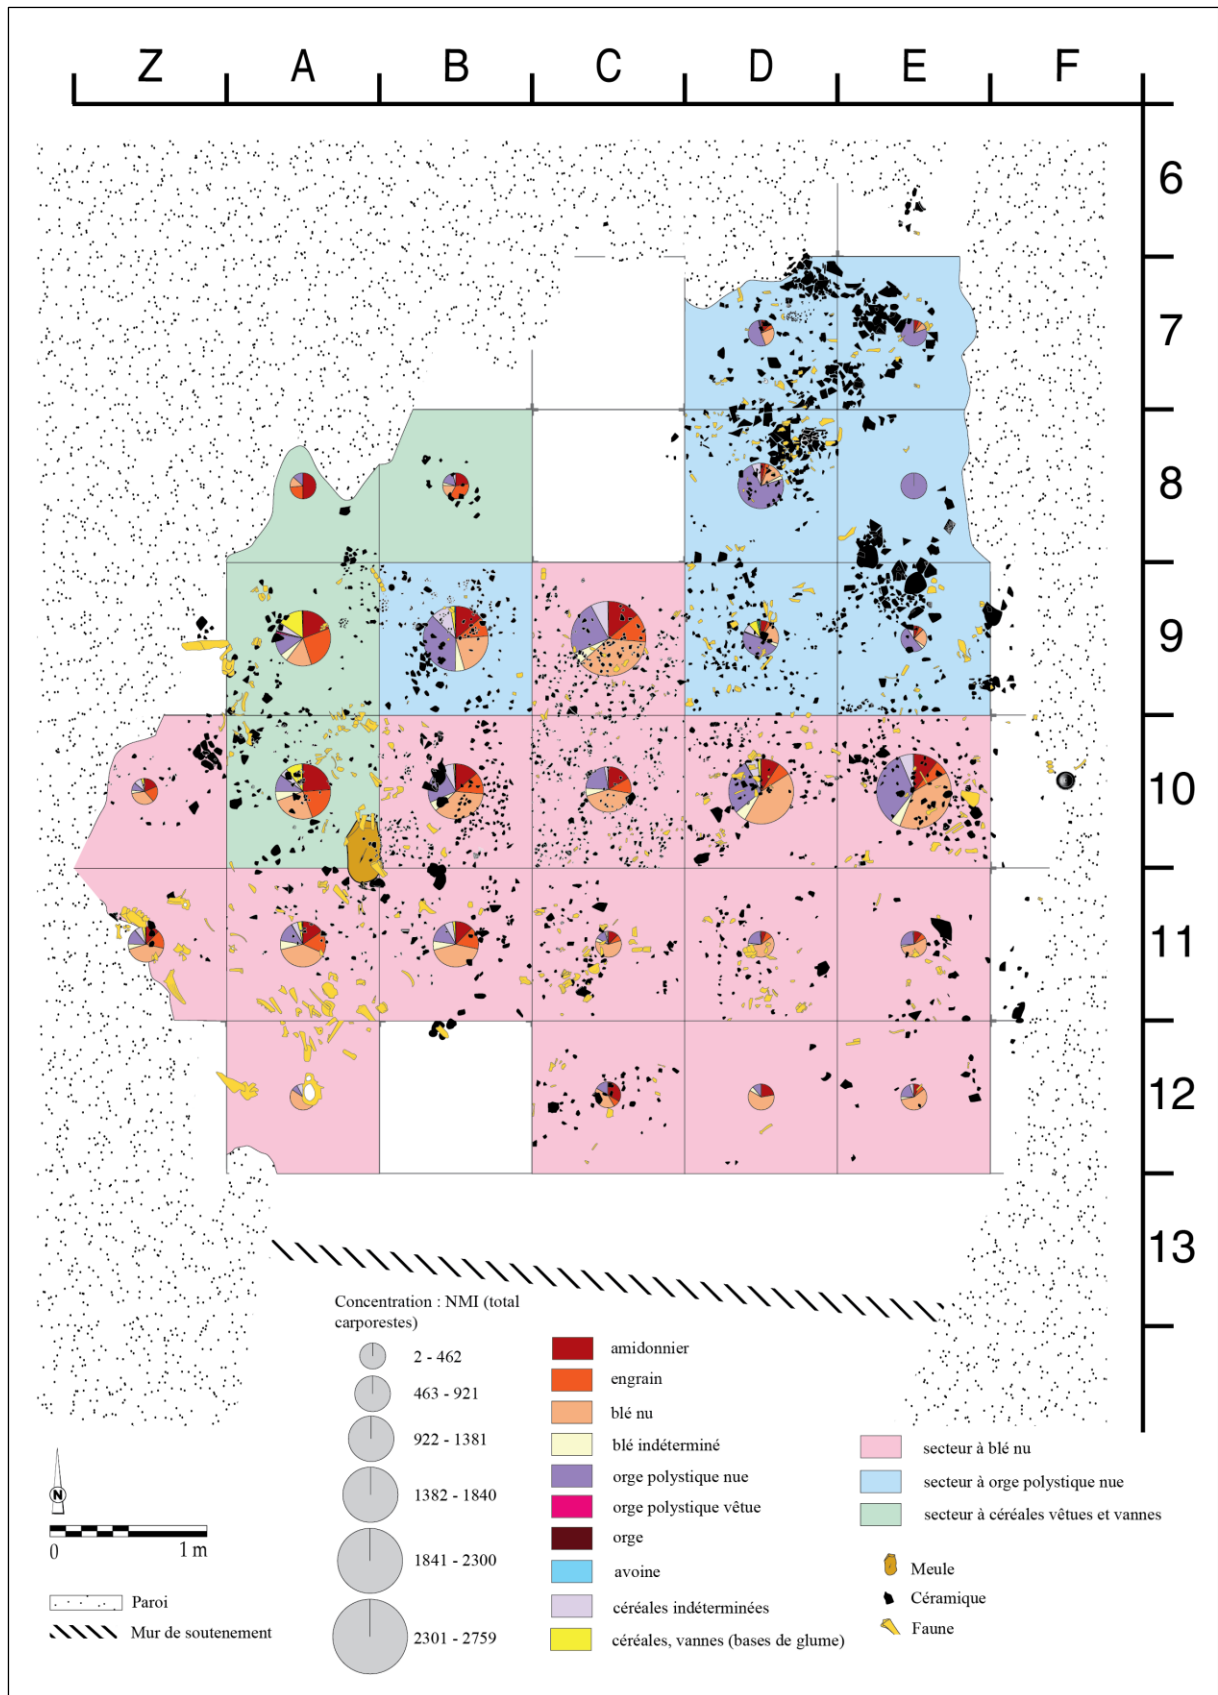 Z A B C D E F
6
7
8
9
10
11
12
13
Concentration : NMI (total
carporestes)
2 - 462
463 - 921
922 - 1381
1382 - 1840
1841 - 2300
2301 - 2759
amidonnier
engrain
blé nu
blé indéterminé
orge polystique nue
orge polystique vêtue
orge
avoine
céréales indéterminées
céréales, vannes (bases de glume)
secteur à blé nu
secteur à orge polystique nue
secteur à céréales vêtues et vannes
Meule
Céramique
Faune
N
0 1 m
Paroi
Mur de soutenement